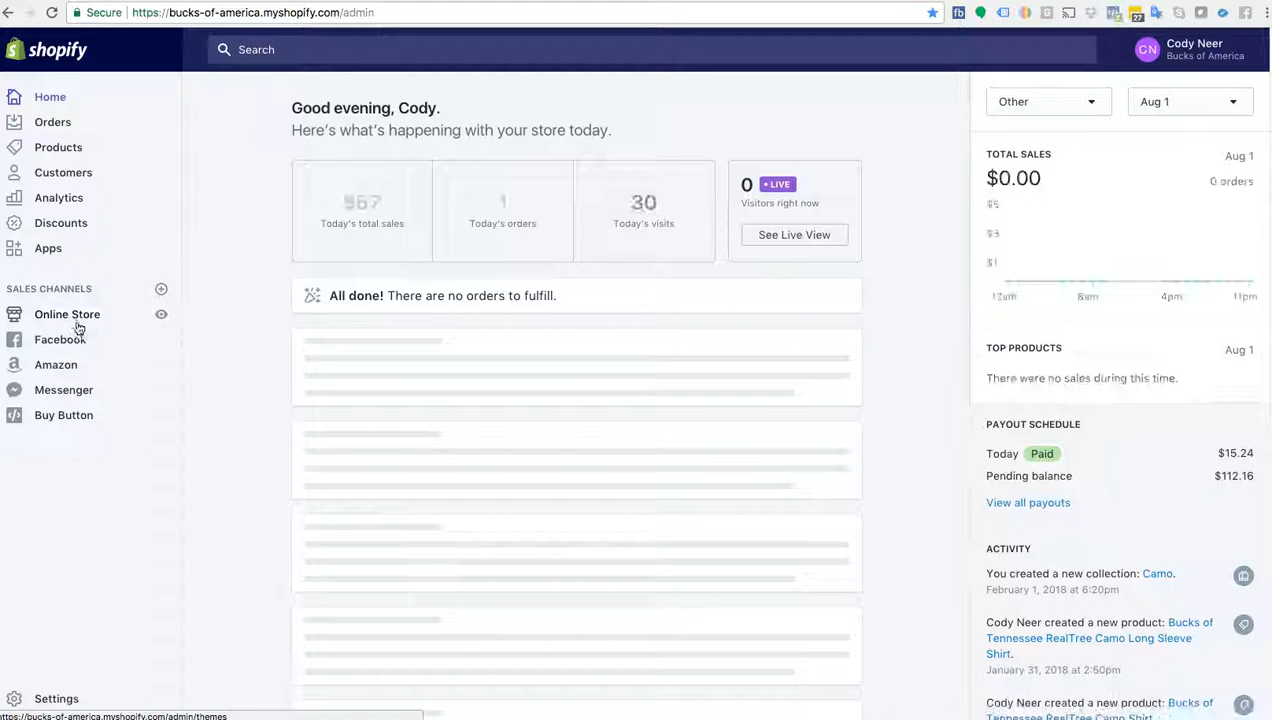 Secure https://bucks-of-america.myshopify.com/admin
27
shopify
Search
CN
Cody Neer
Bucks of America
Home
Orders
Products
Customers
Analytics
Discounts
Apps
SALES CHANNELS
Online Store
Facebook
Amazon
Messenger
Buy Button
Settings
https://bucks-of-america.myshopify.com/admin/themes
Good evening, Cody.
Here's what's happening with your store today.
Today's total sales
1
Today's orders
30
Today's visits
0 • LIVE
Visitors right now
See Live View
All done! There are no orders to fulfill.
Other
Aug 1
TOTAL SALES
Aug 1
$0.00
0 orders
$5
$3
$1
12am 8am 4pm 11pm
TOP PRODUCTS
Aug 1
There were no sales during this time.
PAYOUT SCHEDULE
Today Paid $15.24
Pending balance $112.16
View all payouts
ACTIVITY
You created a new collection: Camo.
February 1, 2018 at 6:20pm
Cody Neer created a new product: Bucks of
Tennessee RealTree Camo Long Sleeve
Shirt.
January 31, 2018 at 2:50pm
Cody Neer created a new product: Bucks of
Tennessee RealTree Camo Shirt